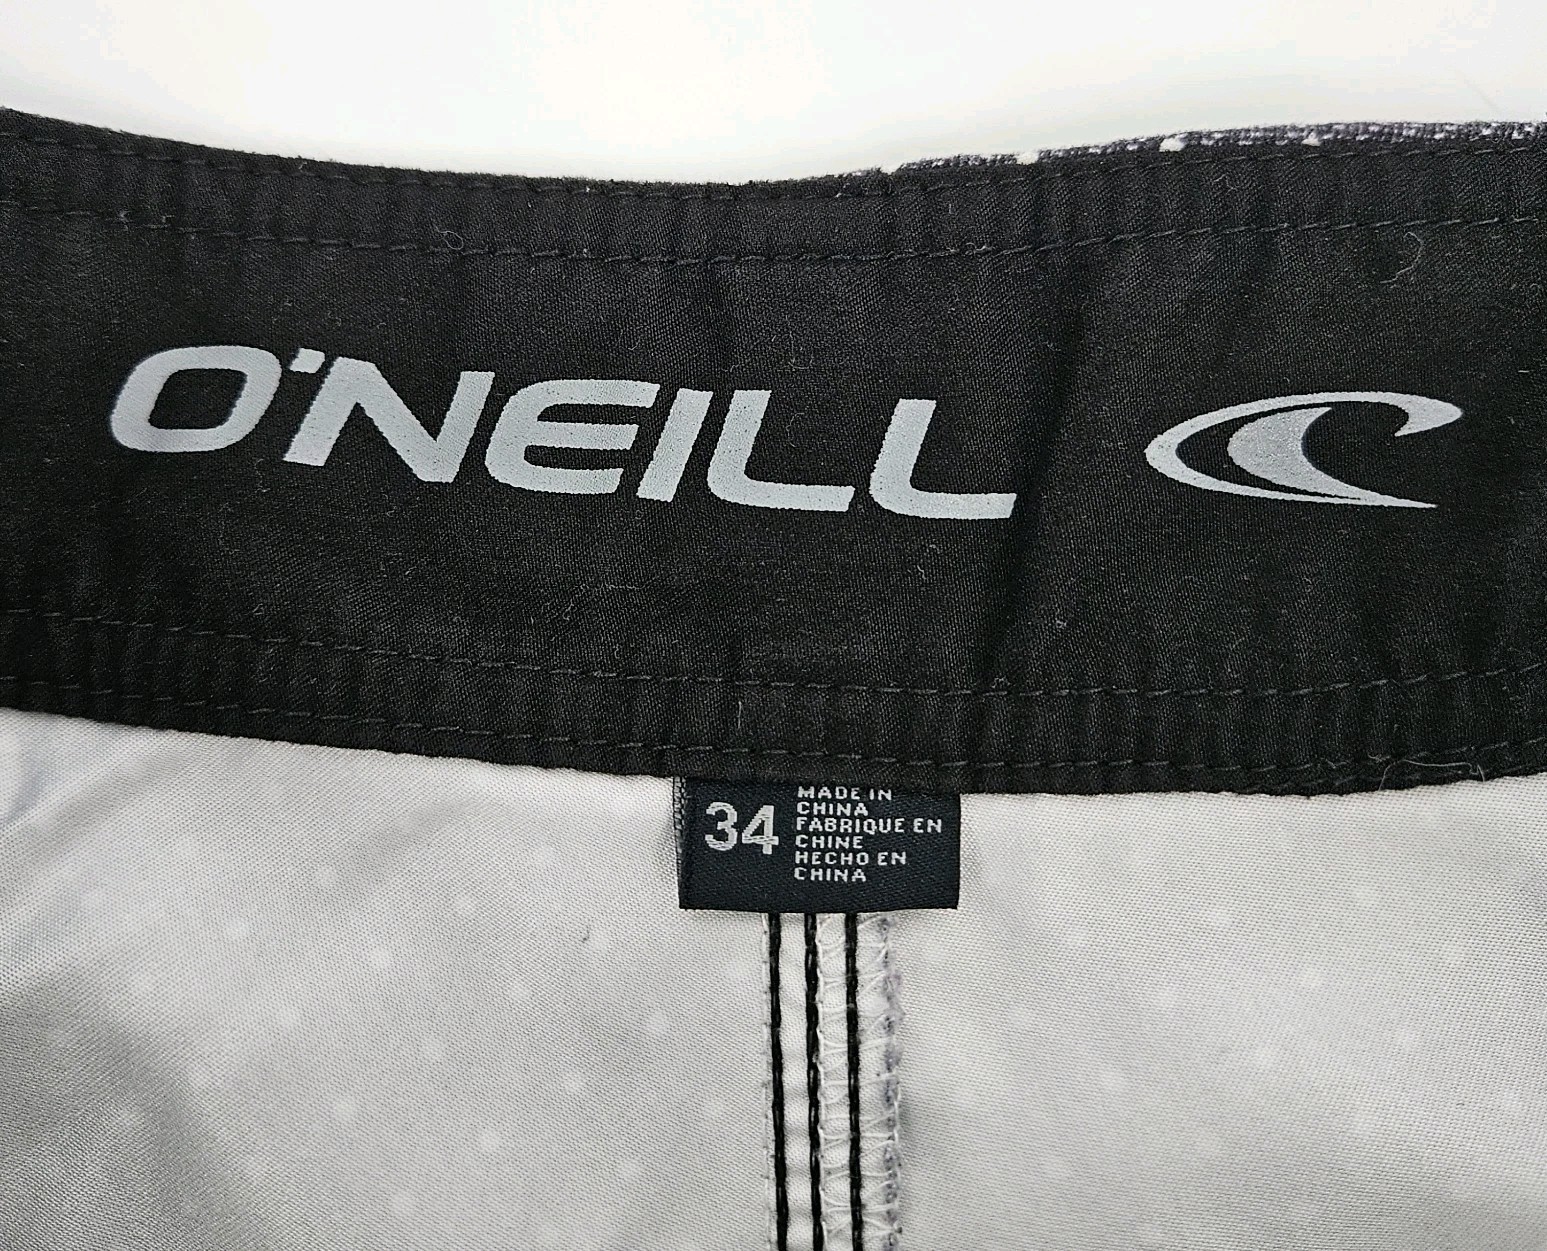 O'NEILL
34
MADE IN
CHINA
FABRIQUE EN
CHINE
HECHO EN
CHINA